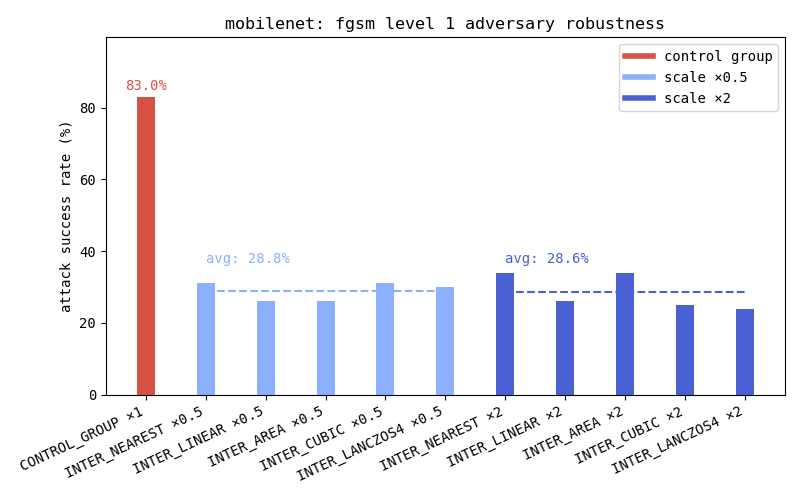 mobilenet: fgsm level 1 adversary robustness
control group
scale ×0.5
scale ×2
83.0%
avg: 28.8%
avg: 28.6%
attack success rate (%)
80
60
40
20
0
CONTROL_GROUP ×1
INTER_NEAREST ×0.5
INTER_LINEAR ×0.5
INTER_AREA ×0.5
INTER_CUBIC ×0.5
INTER_LANCZOS4 ×0.5
INTER_NEAREST ×2
INTER_LINEAR ×2
INTER_AREA ×2
INTER_CUBIC ×2
INTER_LANCZOS4 ×2